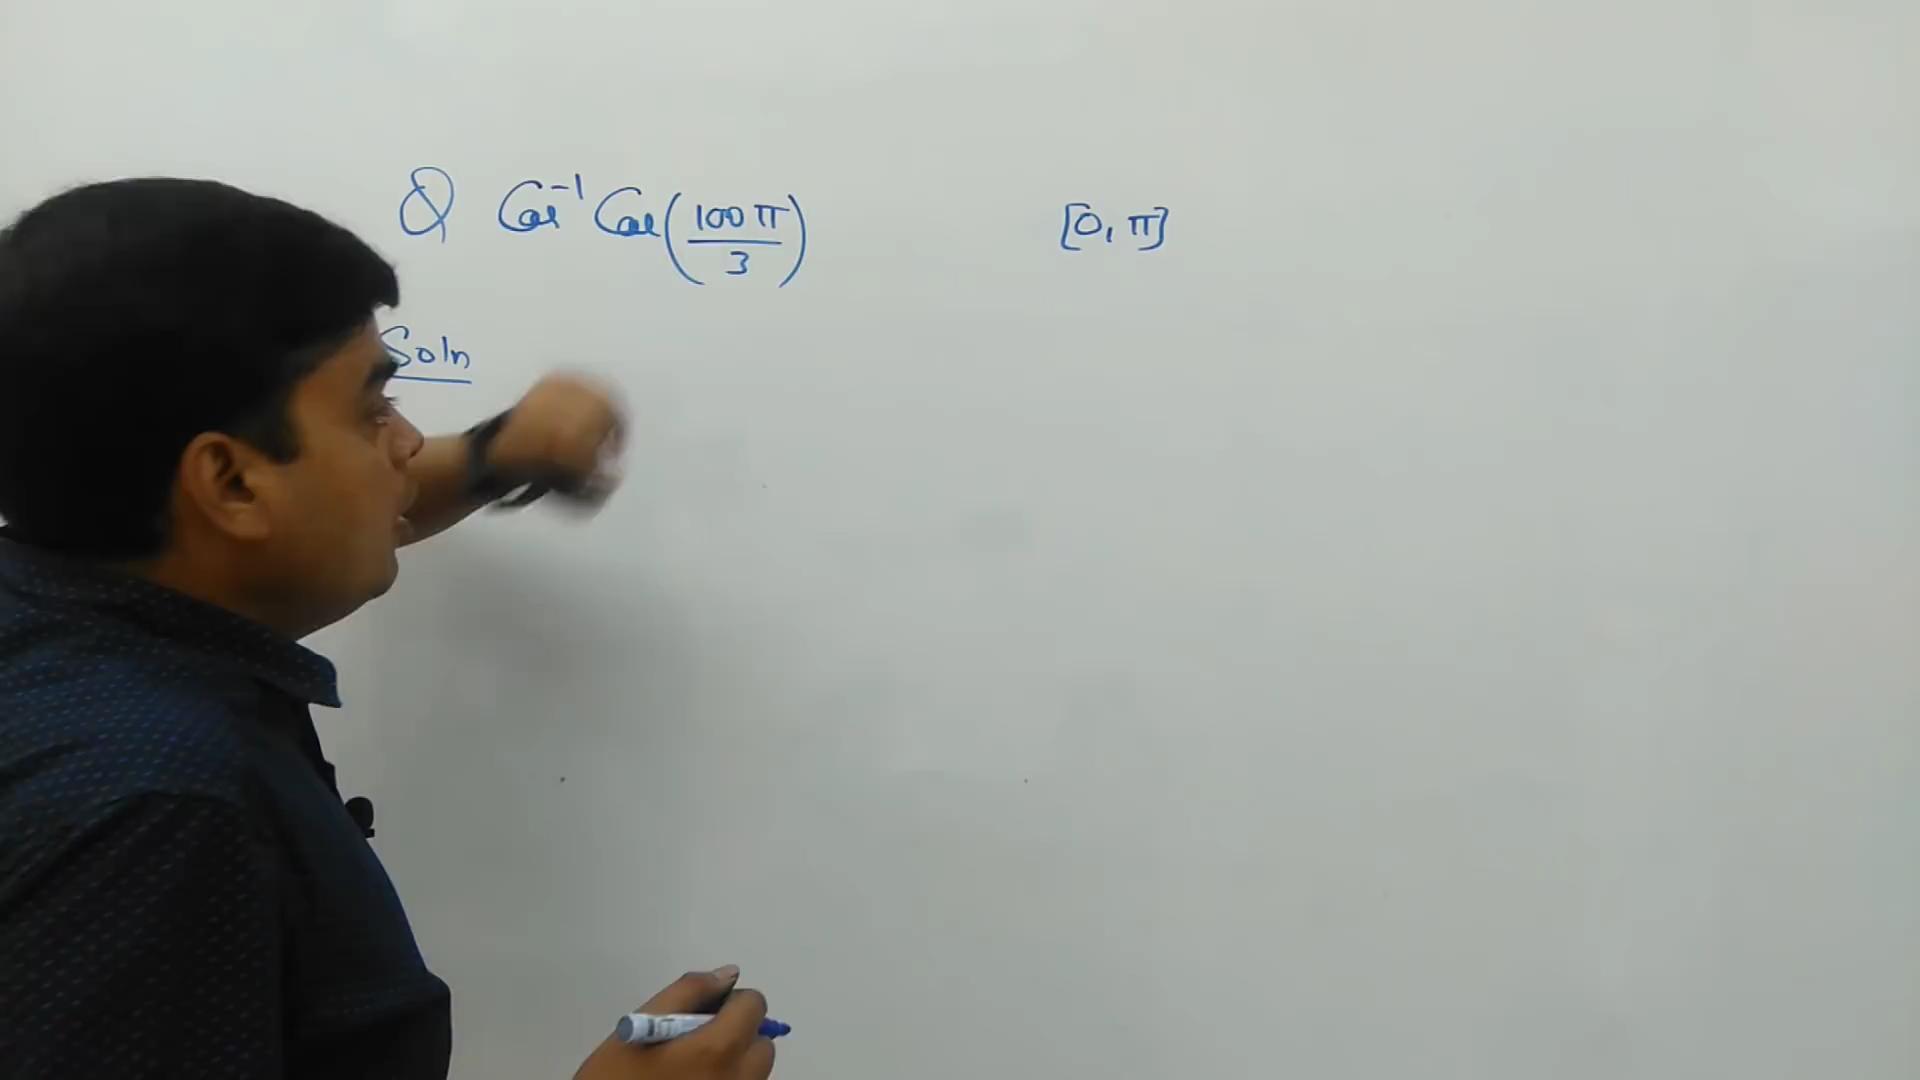 Q Cos⁻¹ Cos(100π/3) [0, π]
Soln